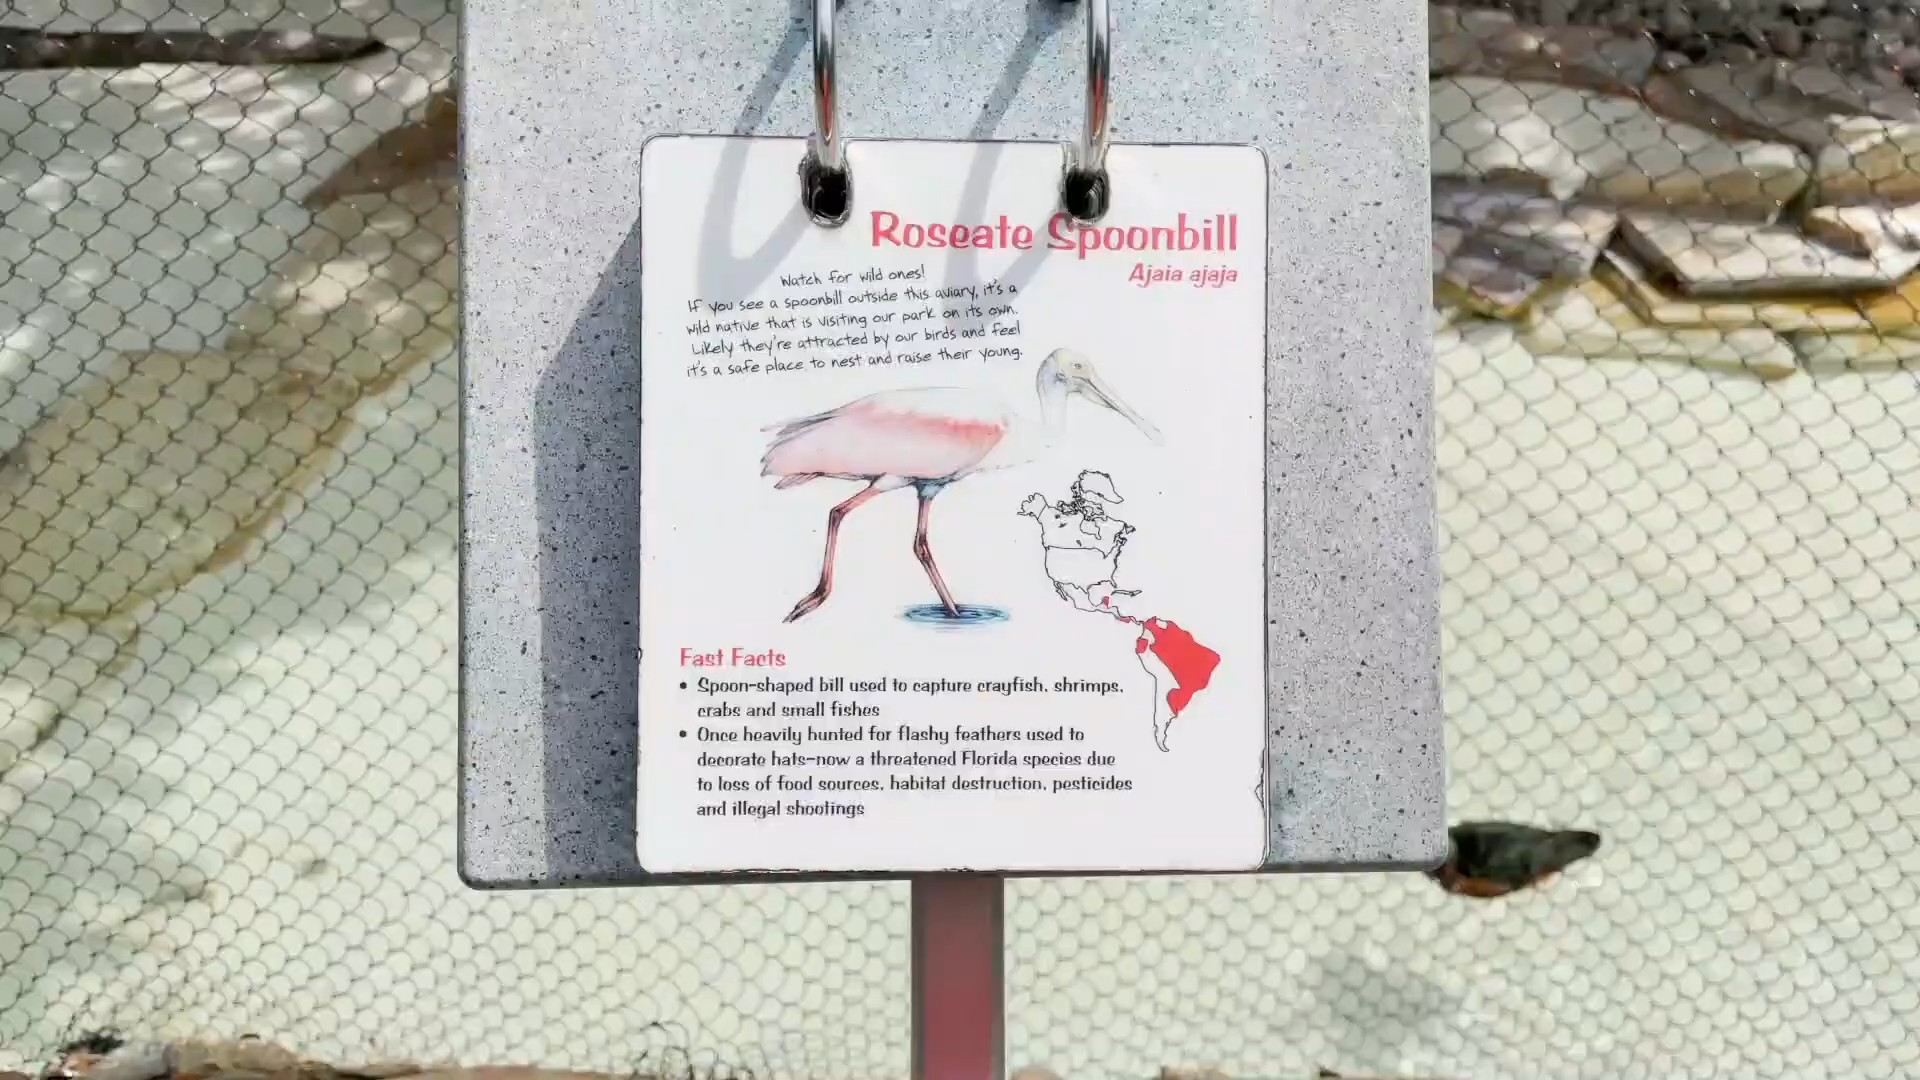 Roseate Spoonbill
Ajaia ajaja
Watch for wild ones!
If you see a spoonbill outside this aviary, it's a
wild native that is visiting our park on its own.
Likely they're attracted by our birds and feel
it's a safe place to nest and raise their young.
Fast Facts
• Spoon-shaped bill used to capture crayfish, shrimps,
crabs and small fishes
• Once heavily hunted for flashy feathers used to
decorate hats-now a threatened Florida species due
to loss of food sources, habitat destruction, pesticides
and illegal shootings